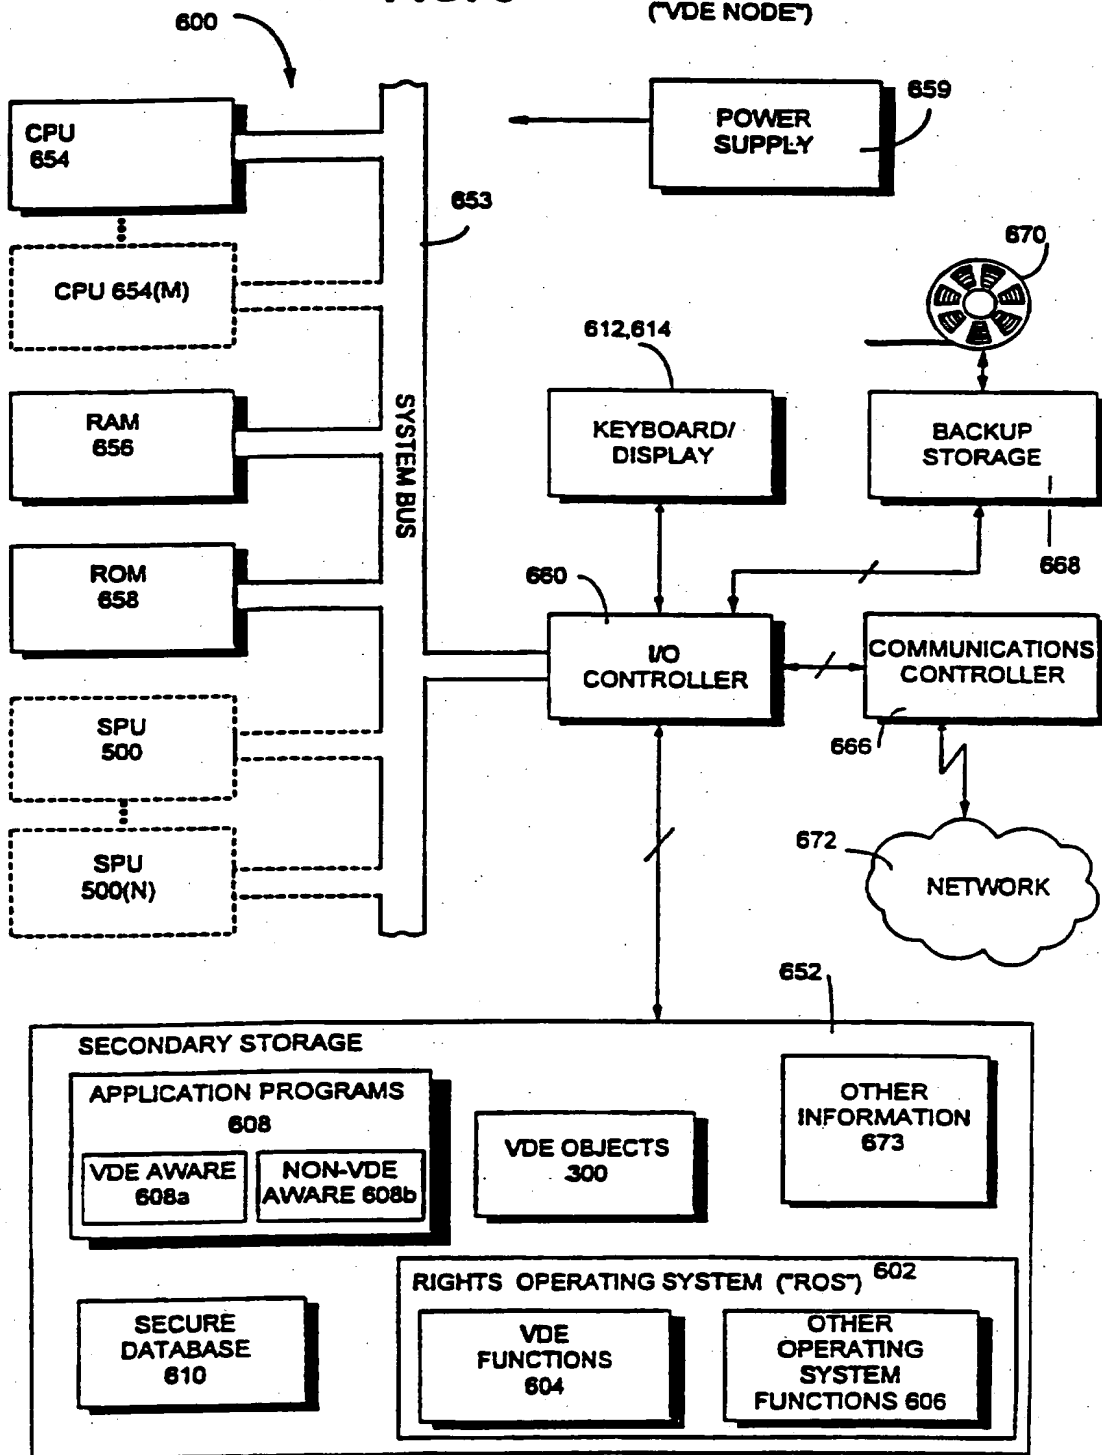 ("VDE NODE")
600
CPU
654
CPU 654(M)
RAM
656
ROM
658
SPU
500
SPU
500(N)
SYSTEM BUS
653
POWER
SUPPLY
659
670
612,614
KEYBOARD/
DISPLAY
BACKUP
STORAGE
668
660
I/O
CONTROLLER
COMMUNICATIONS
CONTROLLER
666
672
NETWORK
652
SECONDARY STORAGE
APPLICATION PROGRAMS
608
VDE AWARE
608a
NON-VDE
AWARE 608b
VDE OBJECTS
300
OTHER
INFORMATION
673
SECURE
DATABASE
610
RIGHTS OPERATING SYSTEM ("ROS") 602
VDE
FUNCTIONS
604
OTHER
OPERATING
SYSTEM
FUNCTIONS 606